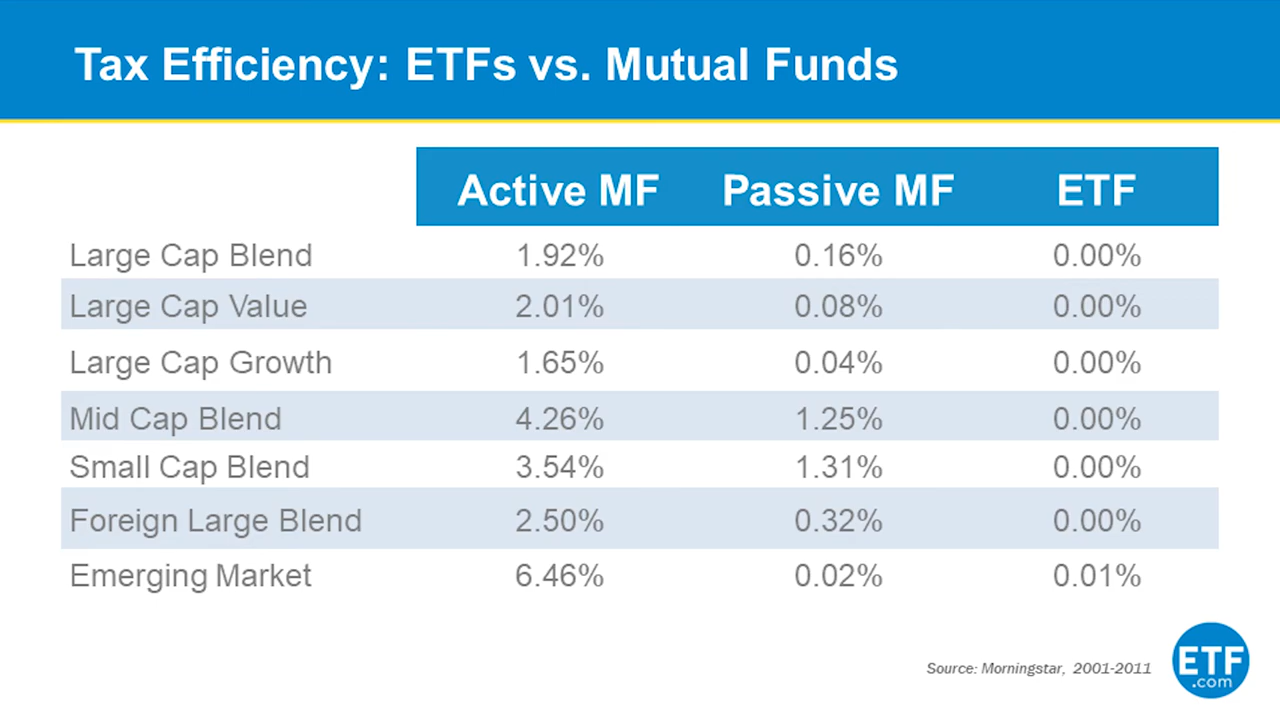 Tax Efficiency: ETFs vs. Mutual Funds
Active MF Passive MF ETF
Large Cap Blend 1.92% 0.16% 0.00%
Large Cap Value 2.01% 0.08% 0.00%
Large Cap Growth 1.65% 0.04% 0.00%
Mid Cap Blend 4.26% 1.25% 0.00%
Small Cap Blend 3.54% 1.31% 0.00%
Foreign Large Blend 2.50% 0.32% 0.00%
Emerging Market 6.46% 0.02% 0.01%
Source: Morningstar, 2001-2011
ETF
.com